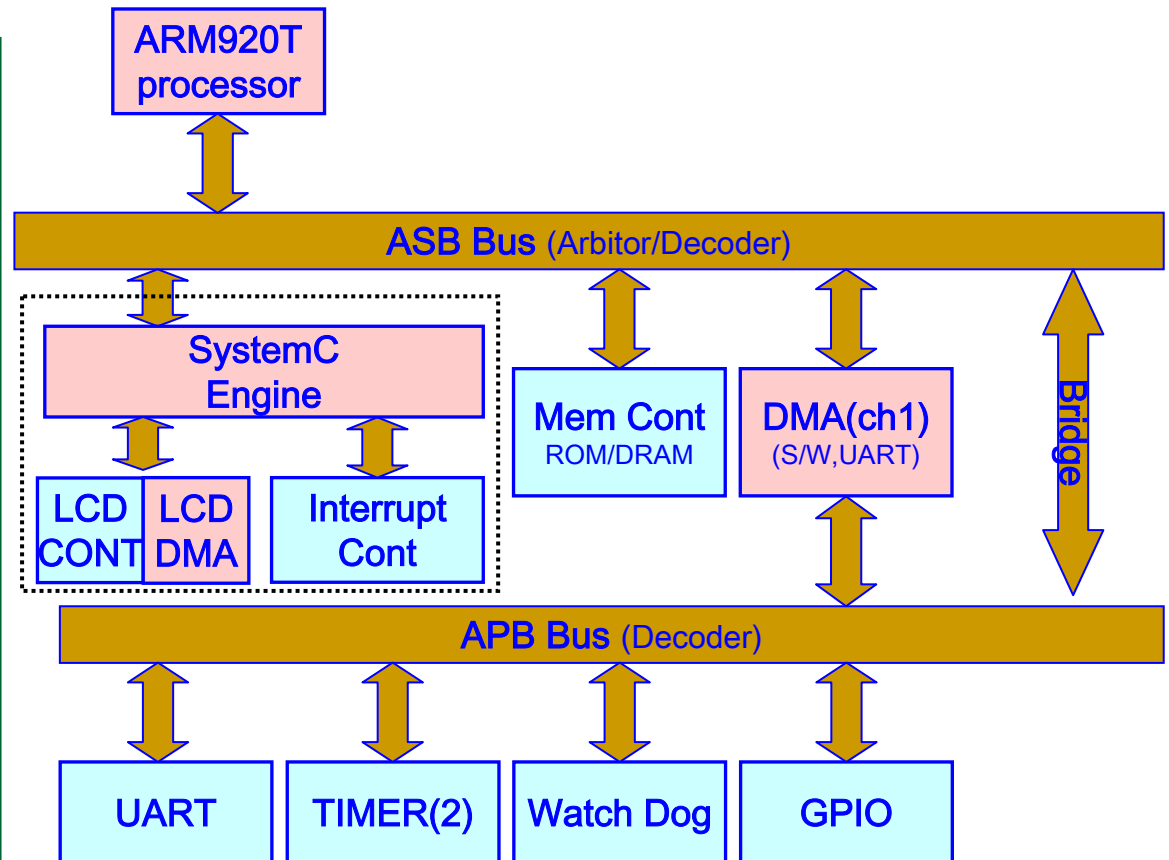 ARM920T
processor
ASB Bus (Arbitor/Decoder)
SystemC
Engine
Mem Cont
ROM/DRAM
DMA(ch1)
(S/W,UART)
Bridge
LCD
CONT
LCD
DMA
Interrupt
Cont
APB Bus (Decoder)
UART
TIMER(2)
Watch Dog
GPIO